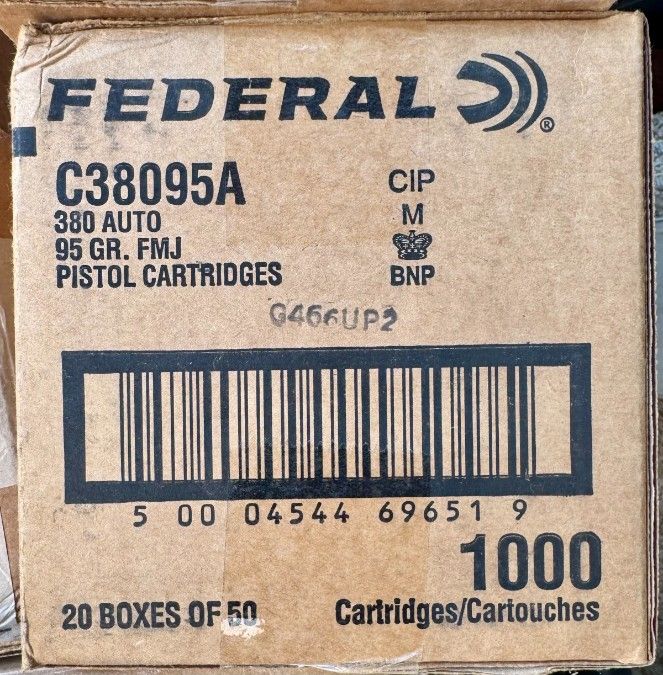 FEDERAL ®
C38095A
380 AUTO
95 GR. FMJ
PISTOL CARTRIDGES
CIP
M
BNP
G466UP2
5 00 04544 69651 9
1000
20 BOXES OF 50
Cartridges/Cartouches